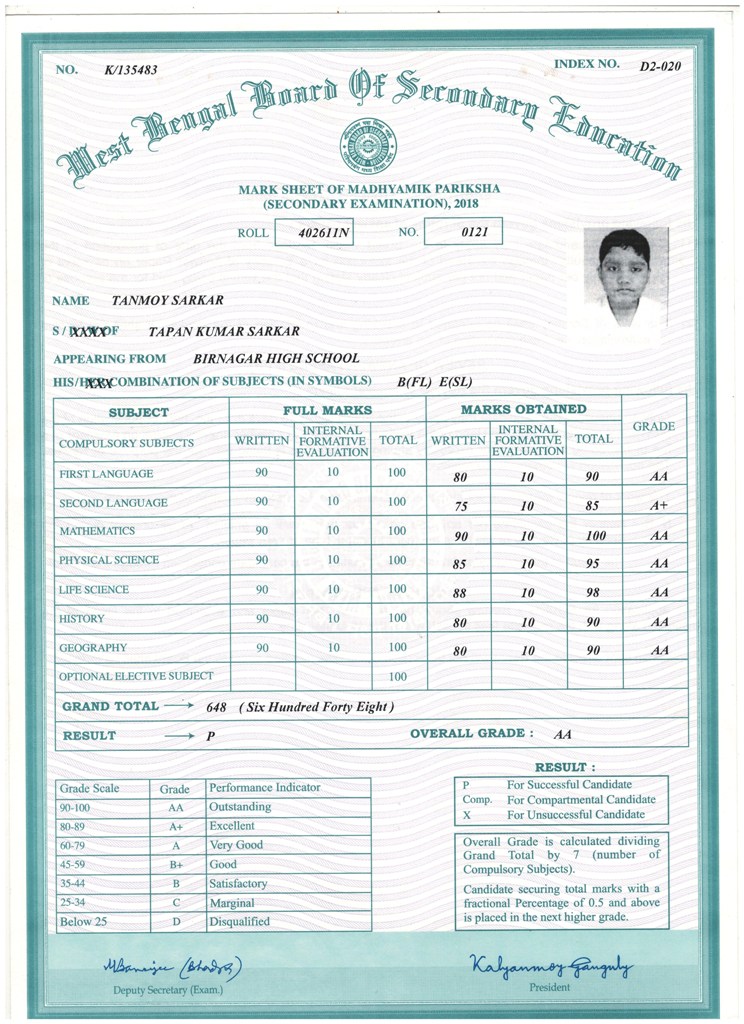 NO. K/135483 INDEX NO. D2-020
West Bengal Board Of Secondary Education
MARK SHEET OF MADHYAMIK PARIKSHA
(SECONDARY EXAMINATION), 2018
ROLL 402611N NO. 0121
NAME TANMOY SARKAR
S / XXXX OF TAPAN KUMAR SARKAR
APPEARING FROM BIRNAGAR HIGH SCHOOL
HIS/HXXX COMBINATION OF SUBJECTS (IN SYMBOLS) B(FL) E(SL)
SUBJECT FULL MARKS MARKS OBTAINED GRADE
COMPULSORY SUBJECTS WRITTEN INTERNAL FORMATIVE EVALUATION TOTAL WRITTEN INTERNAL FORMATIVE EVALUATION TOTAL
FIRST LANGUAGE 90 10 100 80 10 90 AA
SECOND LANGUAGE 90 10 100 75 10 85 A+
MATHEMATICS 90 10 100 90 10 100 AA
PHYSICAL SCIENCE 90 10 100 85 10 95 AA
LIFE SCIENCE 90 10 100 88 10 98 AA
HISTORY 90 10 100 80 10 90 AA
GEOGRAPHY 90 10 100 80 10 90 AA
OPTIONAL ELECTIVE SUBJECT 100
GRAND TOTAL → 648 ( Six Hundred Forty Eight )
RESULT → P OVERALL GRADE : AA
Grade Scale Grade Performance Indicator
90-100 AA Outstanding
80-89 A+ Excellent
60-79 A Very Good
45-59 B+ Good
35-44 B Satisfactory
25-34 C Marginal
Below 25 D Disqualified
RESULT :
P For Successful Candidate
Comp. For Compartmental Candidate
X For Unsuccessful Candidate
Overall Grade is calculated dividing
Grand Total by 7 (number of
Compulsory Subjects).
Candidate securing total marks with a
fractional Percentage of 0.5 and above
is placed in the next higher grade.
Kalyanmoy Ganguly
Deputy Secretary (Exam.) President